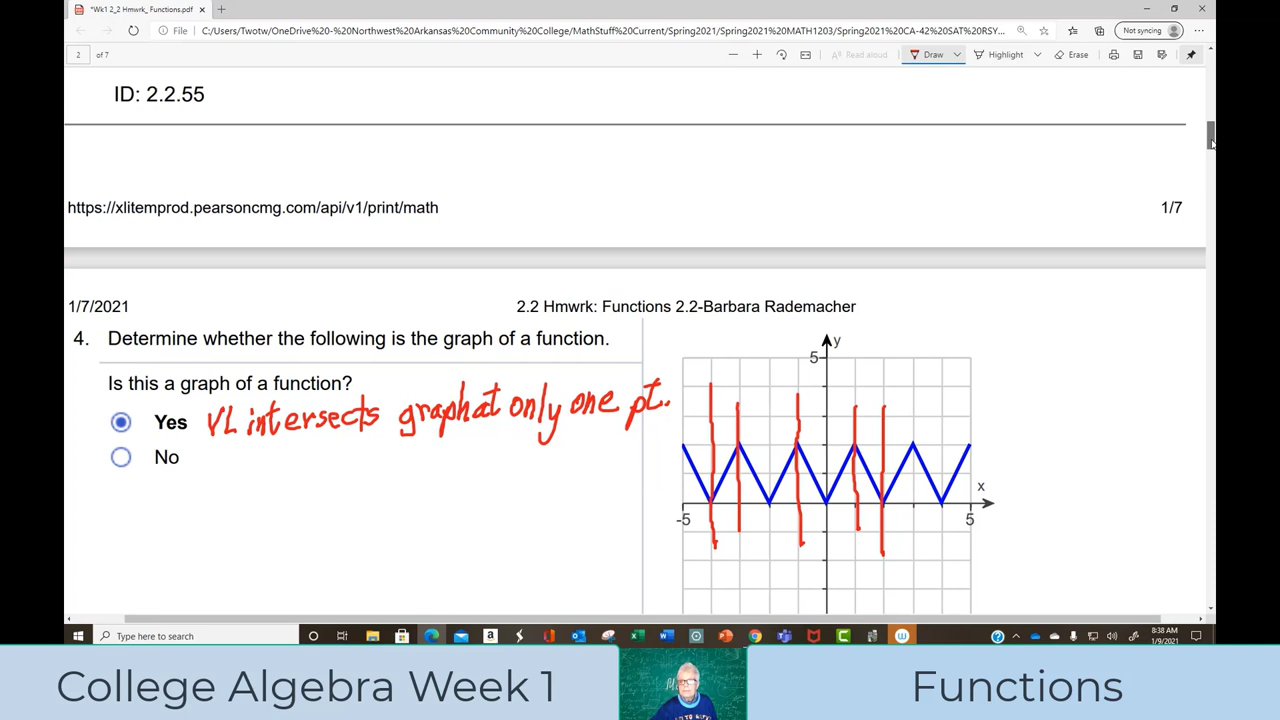 *Wk1 2_2 Hmwrk_ Functions.pdf
File
C:/Users/Twotw/OneDrive%20-%20Northwest%20Arkansas%20Community%20College/MathStuff%20Current/Spring2021/Spring2021%20MATH1203/Spring2021%20CA-42%20SAT%20RSY...
Not syncing
2 of 7
Read aloud
Draw
Highlight
Erase
ID: 2.2.55
https://xlitemprod.pearsoncmg.com/api/v1/print/math
1/7
1/7/2021
2.2 Hmwrk: Functions 2.2-Barbara Rademacher
4. Determine whether the following is the graph of a function.
Is this a graph of a function?
Yes VL intersects graph at only one pt.
No
y
5
x
-5
5
Type here to search
8:38 AM
1/9/2021
College Algebra Week 1
Functions